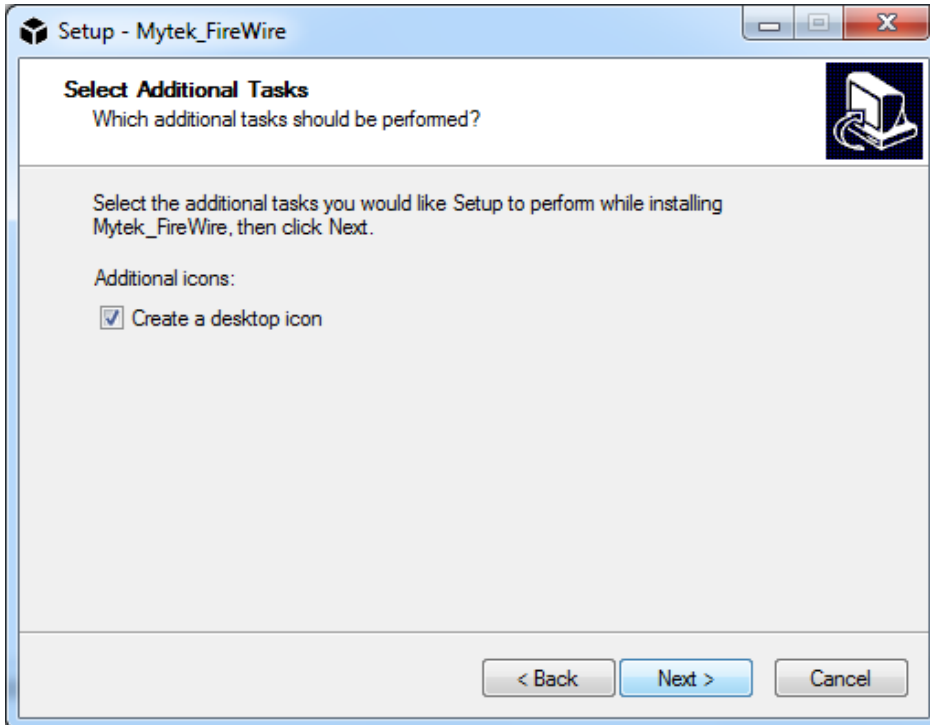 Setup - Mytek_FireWire
Select Additional Tasks
Which additional tasks should be performed?
Select the additional tasks you would like Setup to perform while installing
Mytek_FireWire, then click Next.
Additional icons:
Create a desktop icon
< Back
Next >
Cancel